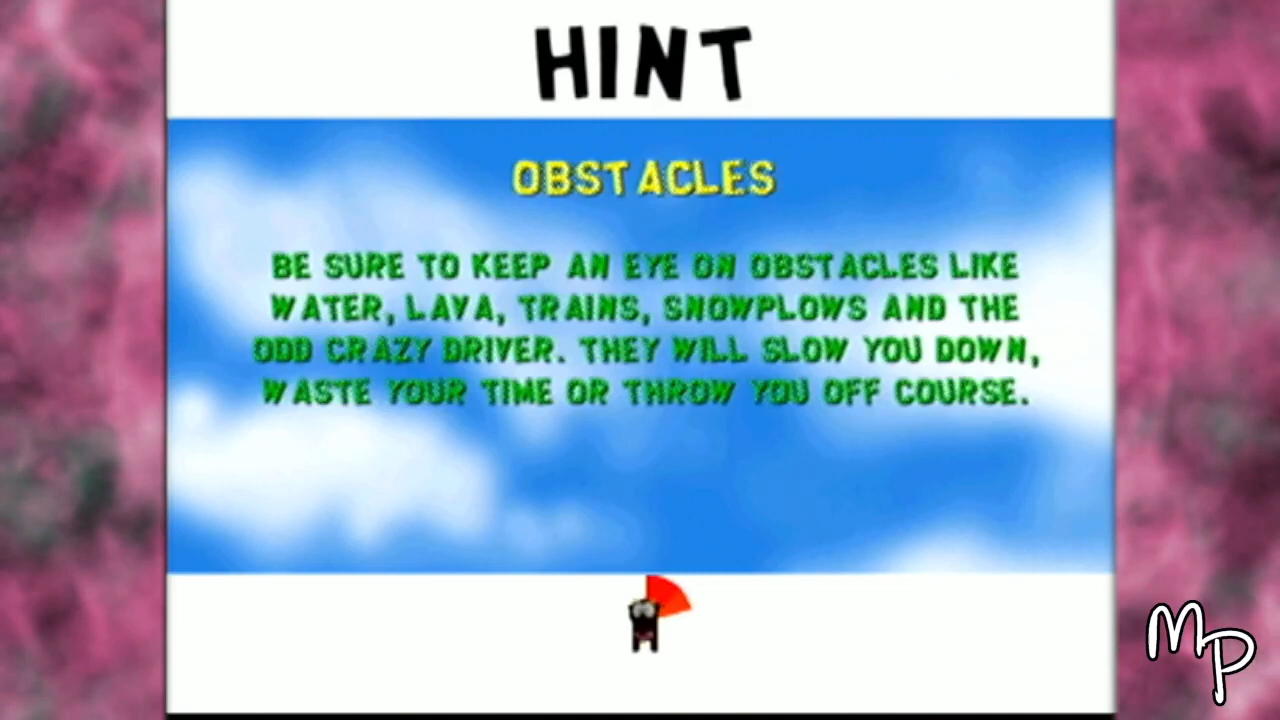 HINT
OBSTACLES
BE SURE TO KEEP AN EYE ON OBSTACLES LIKE
WATER, LAVA, TRAINS, SNOWPLOWS AND THE
ODD CRAZY DRIVER. THEY WILL SLOW YOU DOWN,
WASTE YOUR TIME OR THROW YOU OFF COURSE.
MP